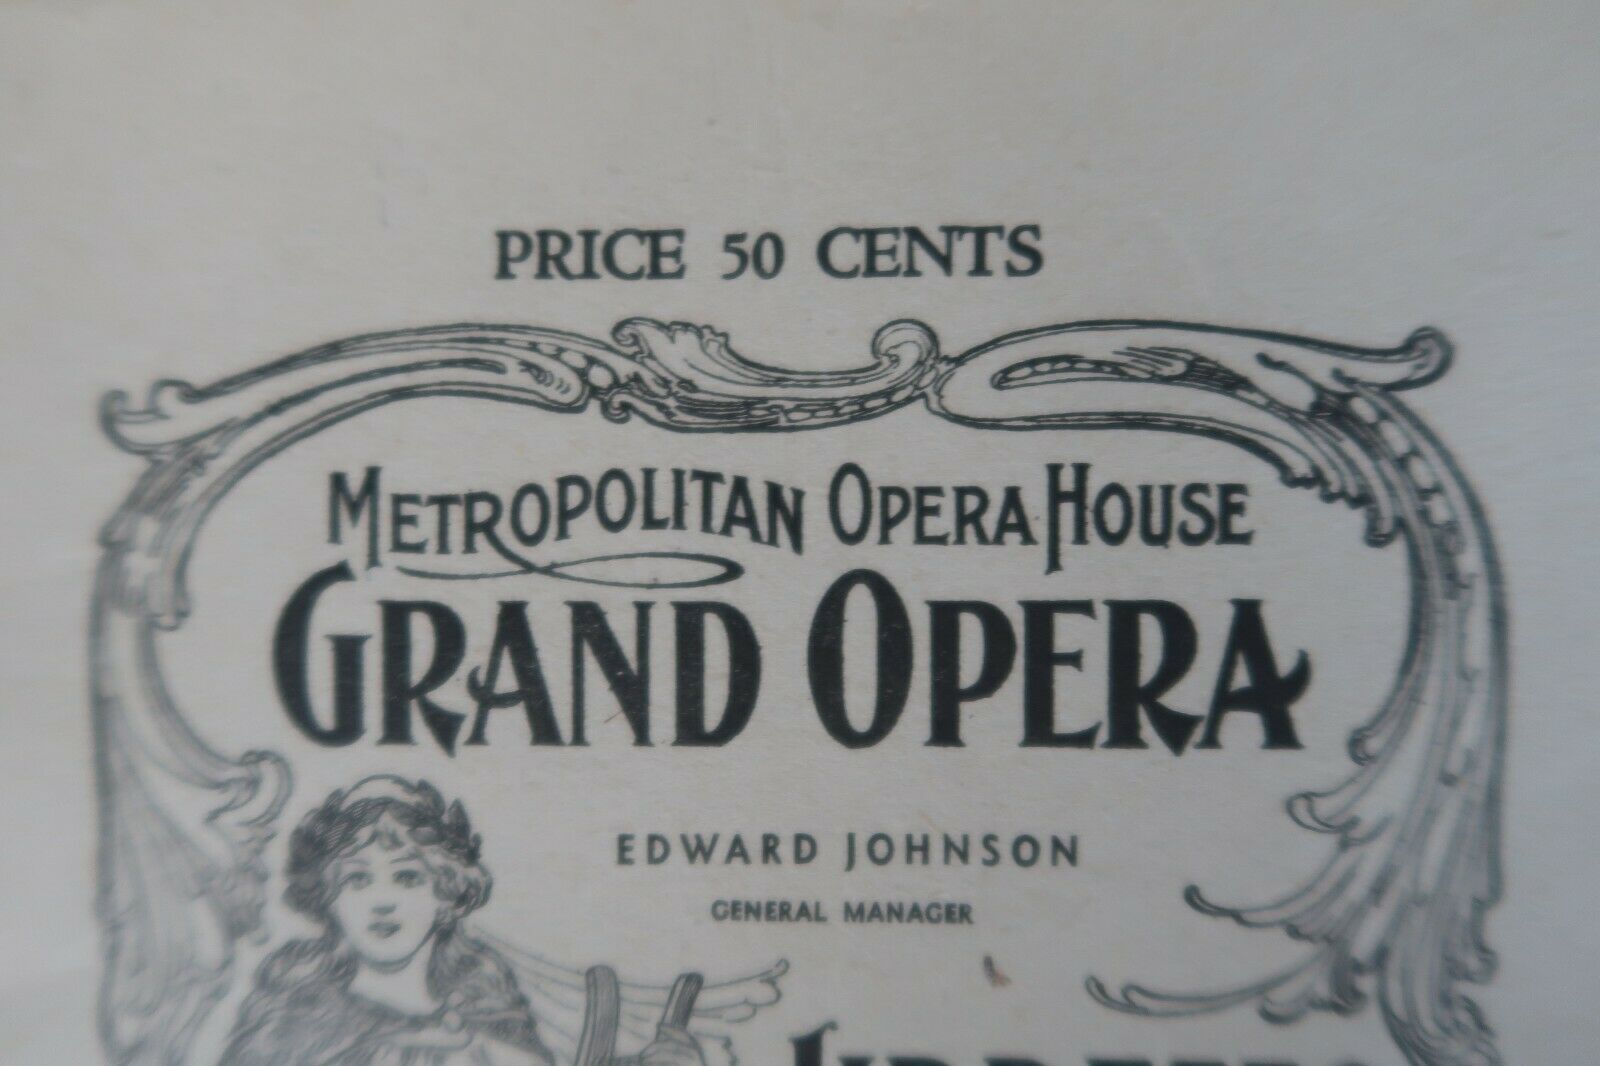 PRICE 50 CENTS
METROPOLITAN OPERA HOUSE
GRAND OPERA
EDWARD JOHNSON
GENERAL MANAGER